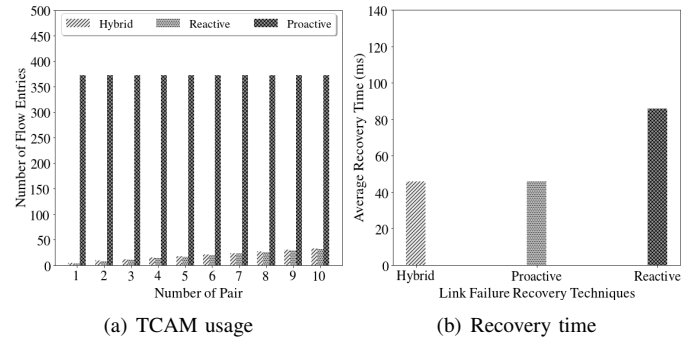 500
450
400
350
300
250
200
150
100
50
0
Number of Flow Entries
Hybrid Reactive Proactive
1 2 3 4 5 6 7 8 9 10
Number of Pair
(a) TCAM usage
140
120
100
80
60
40
20
0
Average Recovery Time (ms)
Hybrid Proactive Reactive
Link Failure Recovery Techniques
(b) Recovery time